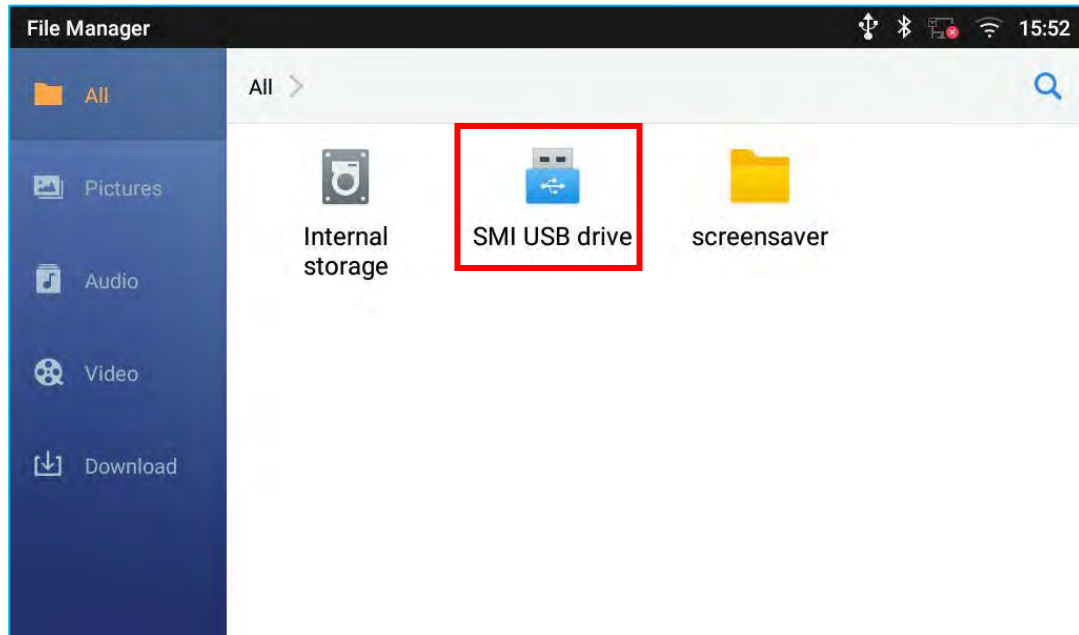 File Manager
15:52
All
Pictures
Audio
Video
Download
All >
Internal
storage
SMI USB drive
screensaver